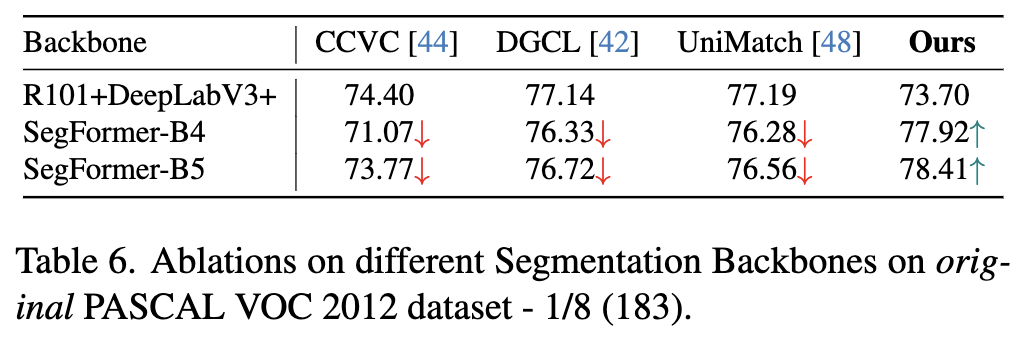 Backbone CCVC [44] DGCL [42] UniMatch [48] Ours
R101+DeepLabV3+ 74.40 77.14 77.19 73.70
SegFormer-B4 71.07↓ 76.33↓ 76.28↓ 77.92↑
SegFormer-B5 73.77↓ 76.72↓ 76.56↓ 78.41↑
Table 6. Ablations on different Segmentation Backbones on orig-
inal PASCAL VOC 2012 dataset - 1/8 (183).